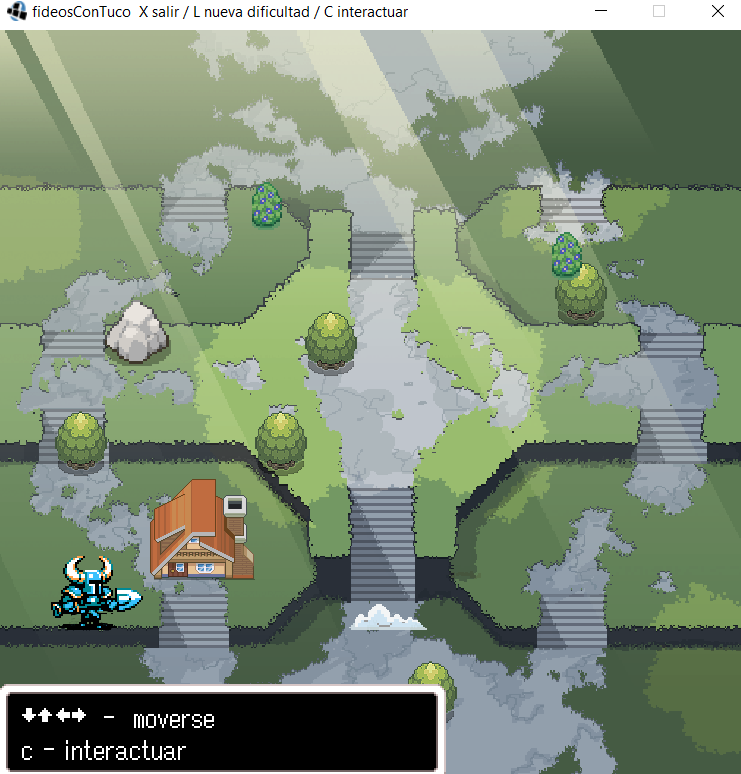 fideosConTuco X salir / L nueva dificultad / C interactuar
↓↑←→ - moverse
c - interactuar